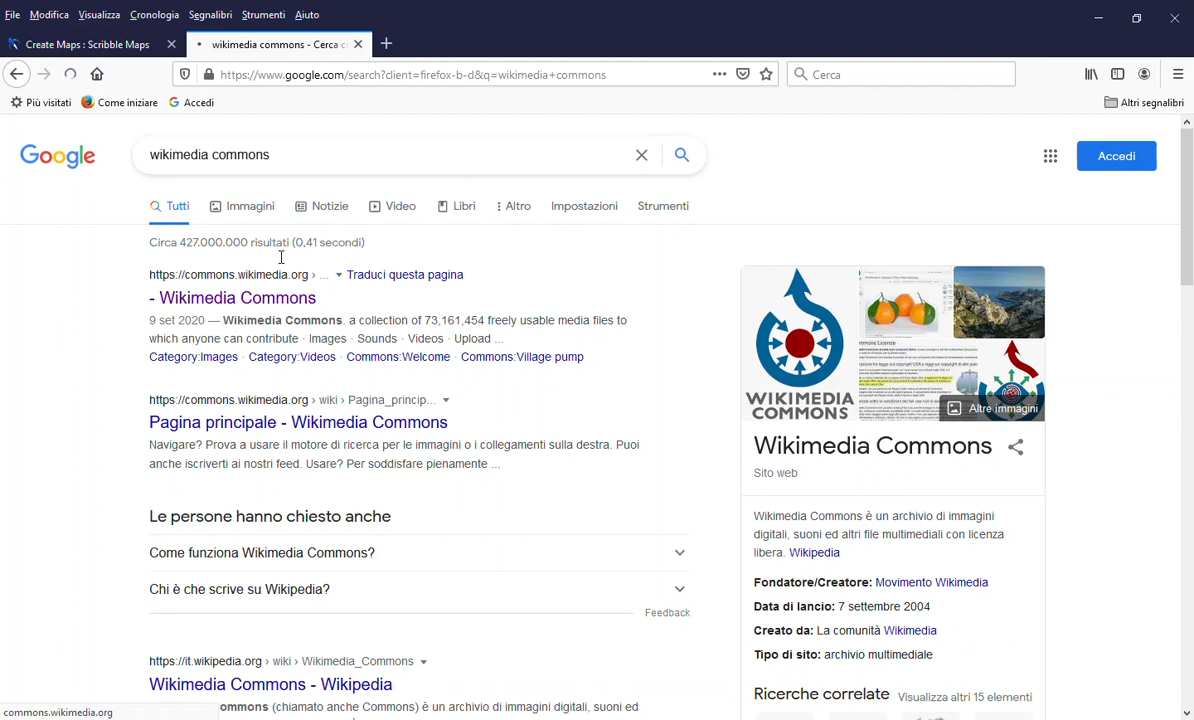 File Modifica Visualizza Cronologia Segnalibri Strumenti Aiuto
Create Maps : Scribble Maps
wikimedia commons - Cerca c
https://www.google.com/search?client=firefox-b-d&q=wikimedia+commons
Cerca
Più visitati Come iniziare Accedi
Altri segnalibri
Google
wikimedia commons
Accedi
Tutti Immagini Notizie Video Libri Altro Impostazioni Strumenti
Circa 427.000.000 risultati (0,41 secondi)
https://commons.wikimedia.org › ... Traduci questa pagina
- Wikimedia Commons
9 set 2020 — Wikimedia Commons. a collection of 73,161,454 freely usable media files to
which anyone can contribute · Images · Sounds · Videos · Upload ...
Category:Images · Category:Videos · Commons:Welcome · Commons:Village pump
https://commons.wikimedia.org › wiki › Pagina_princip...
Pagina principale - Wikimedia Commons
Navigare? Prova a usare il motore di ricerca per le immagini o i collegamenti sulla destra. Puoi
anche iscriverti ai nostri feed. Usare? Per soddisfare pienamente ...
Le persone hanno chiesto anche
Come funziona Wikimedia Commons?
Chi è che scrive su Wikipedia?
Feedback
https://it.wikipedia.org › wiki › Wikimedia_Commons
Wikimedia Commons - Wikipedia
ommons (chiamato anche Commons) è un archivio di immagini digitali, suoni ed
commons.wikimedia.org
WIKIMEDIA
COMMONS
Altre immagini
Wikimedia Commons
Sito web
Wikimedia Commons è un archivio di immagini
digitali, suoni ed altri file multimediali con licenza
libera. Wikipedia
Fondatore/Creatore: Movimento Wikimedia
Data di lancio: 7 settembre 2004
Creato da: La comunità Wikimedia
Tipo di sito: archivio multimediale
Ricerche correlate
Visualizza altri 15 elementi